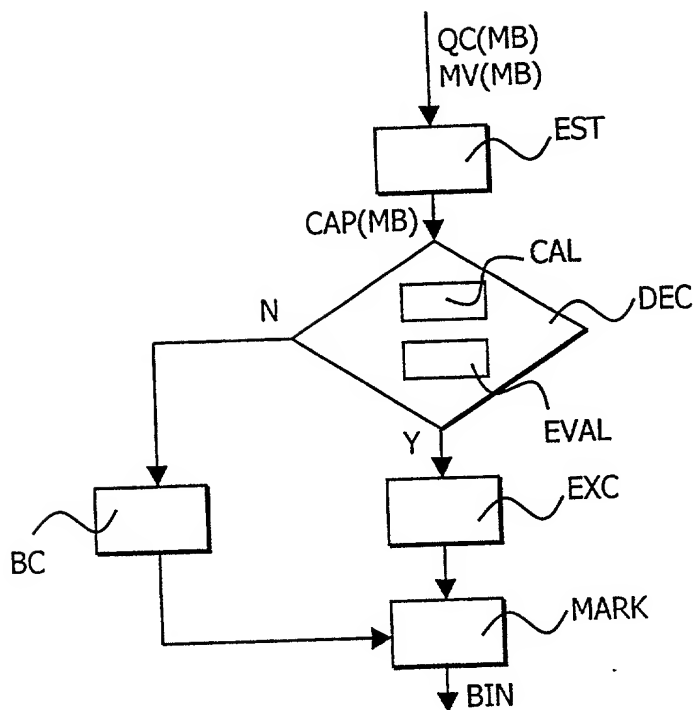 QC(MB)
MV(MB)
EST
CAP(MB)
CAL
N
DEC
Y
EVAL
EXC
BC
MARK
BIN